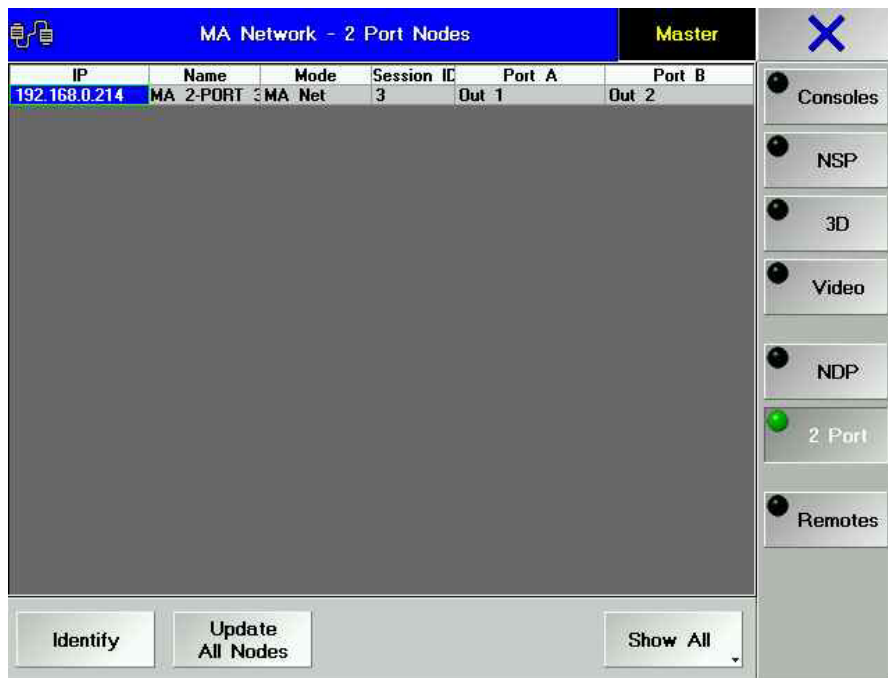 MA Network - 2 Port Nodes
Master
IP Name Mode Session ID Port A Port B
192.168.0.214 MA 2-PORT 3 MA Net 3 Out 1 Out 2
Consoles
NSP
3D
Video
NDP
2 Port
Remotes
Identify
Update
All Nodes
Show All